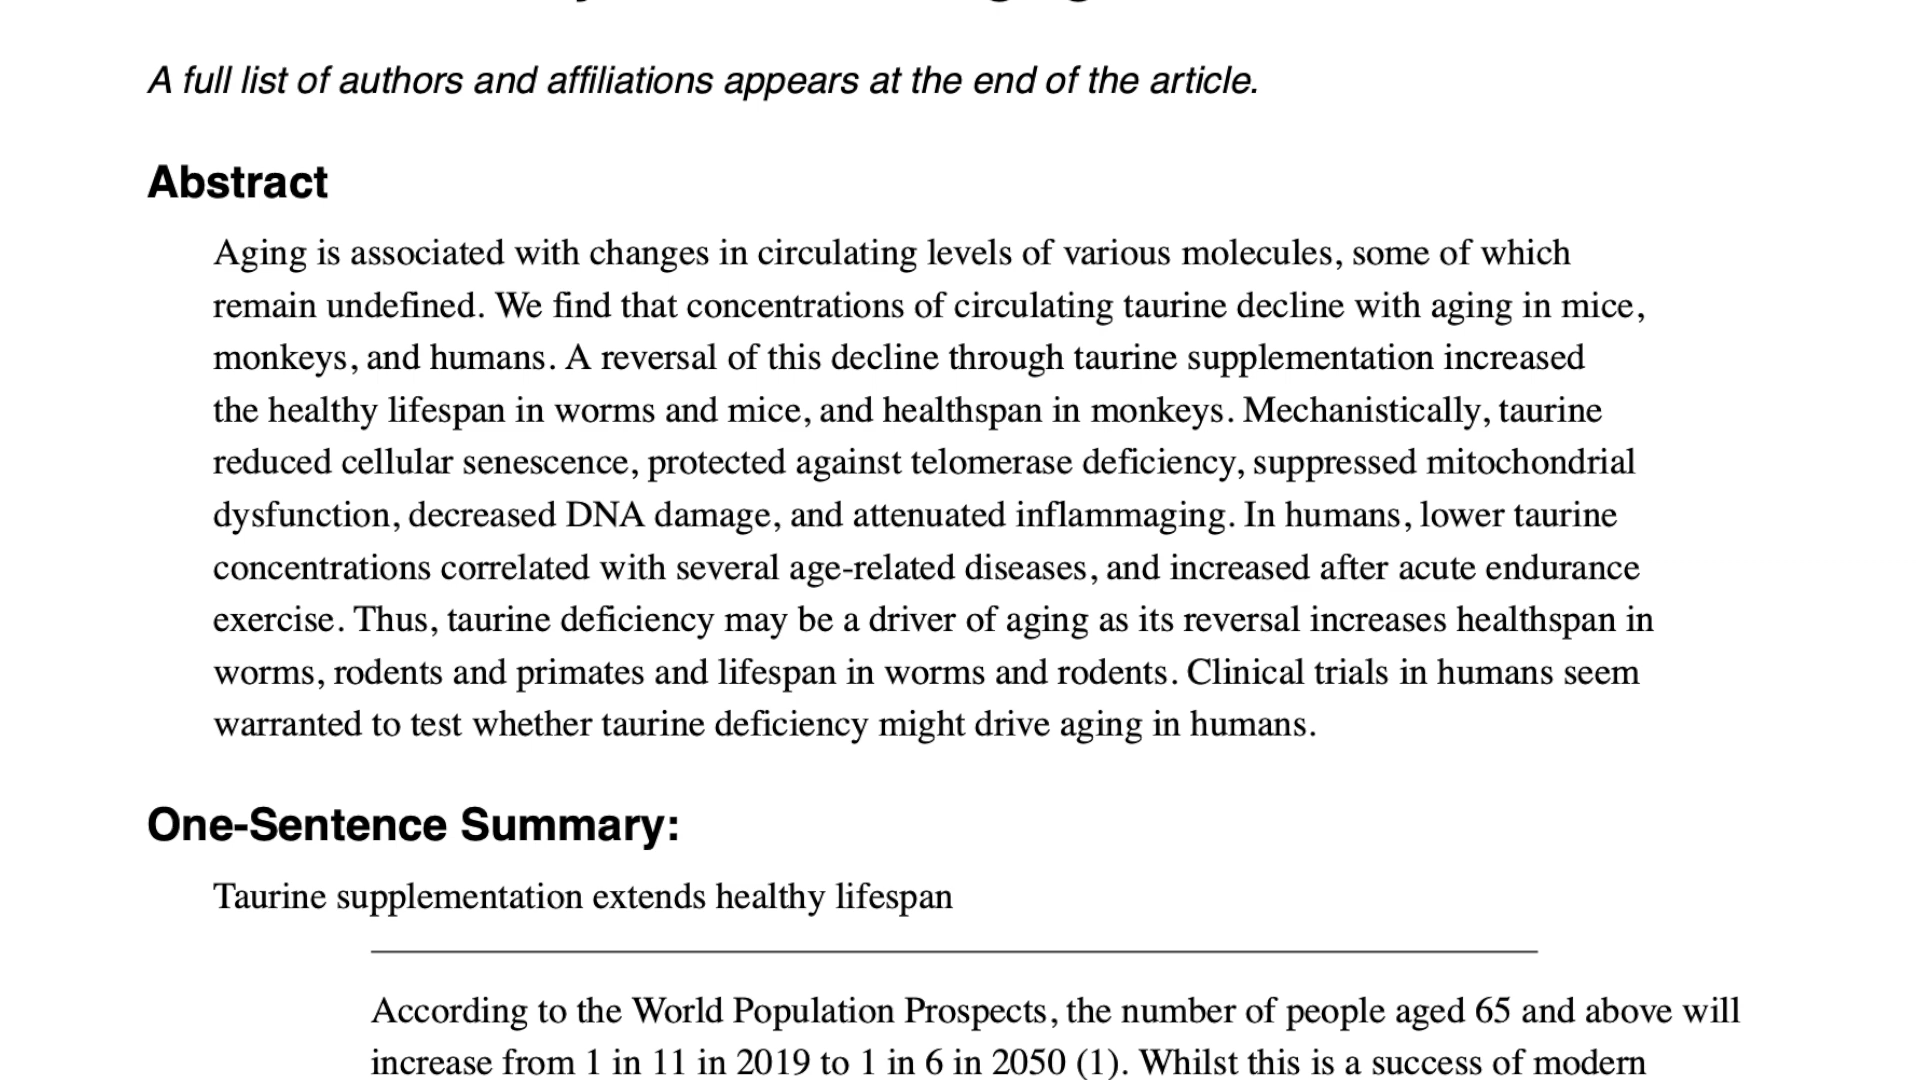 A full list of authors and affiliations appears at the end of the article.
Abstract
Aging is associated with changes in circulating levels of various molecules, some of which
remain undefined. We find that concentrations of circulating taurine decline with aging in mice,
monkeys, and humans. A reversal of this decline through taurine supplementation increased
the healthy lifespan in worms and mice, and healthspan in monkeys. Mechanistically, taurine
reduced cellular senescence, protected against telomerase deficiency, suppressed mitochondrial
dysfunction, decreased DNA damage, and attenuated inflammaging. In humans, lower taurine
concentrations correlated with several age-related diseases, and increased after acute endurance
exercise. Thus, taurine deficiency may be a driver of aging as its reversal increases healthspan in
worms, rodents and primates and lifespan in worms and rodents. Clinical trials in humans seem
warranted to test whether taurine deficiency might drive aging in humans.
One-Sentence Summary:
Taurine supplementation extends healthy lifespan
According to the World Population Prospects, the number of people aged 65 and above will
increase from 1 in 11 in 2019 to 1 in 6 in 2050 (1). Whilst this is a success of modern